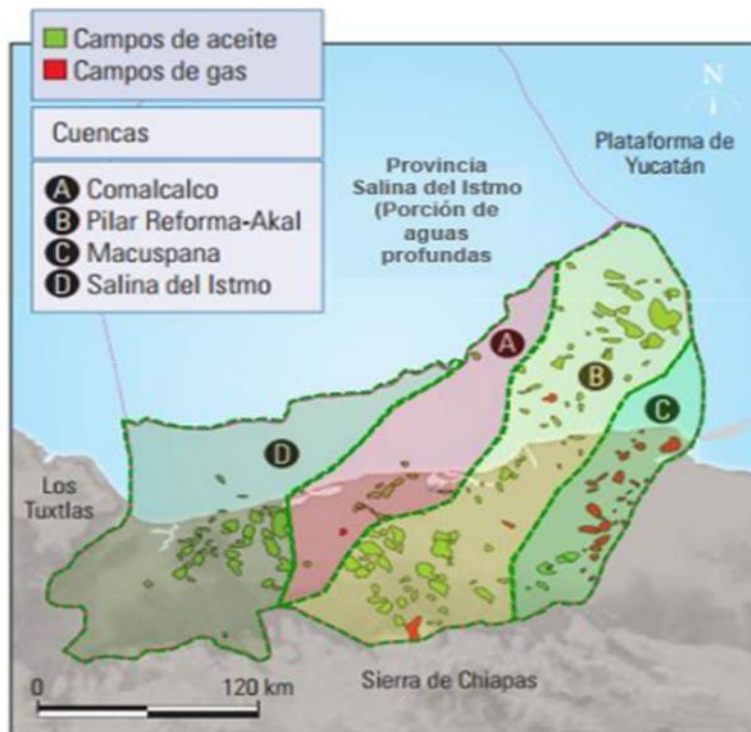 Campos de aceite
Campos de gas
Cuencas
A Comalcalco
B Pilar Reforma-Akal
C Macuspana
D Salina del Istmo
N
Plataforma de
Yucatán
Provincia
Salina del Istmo
(Porción de
aguas
profundas
A
B
C
D
Los
Tuxtlas
0 120 km
Sierra de Chiapas